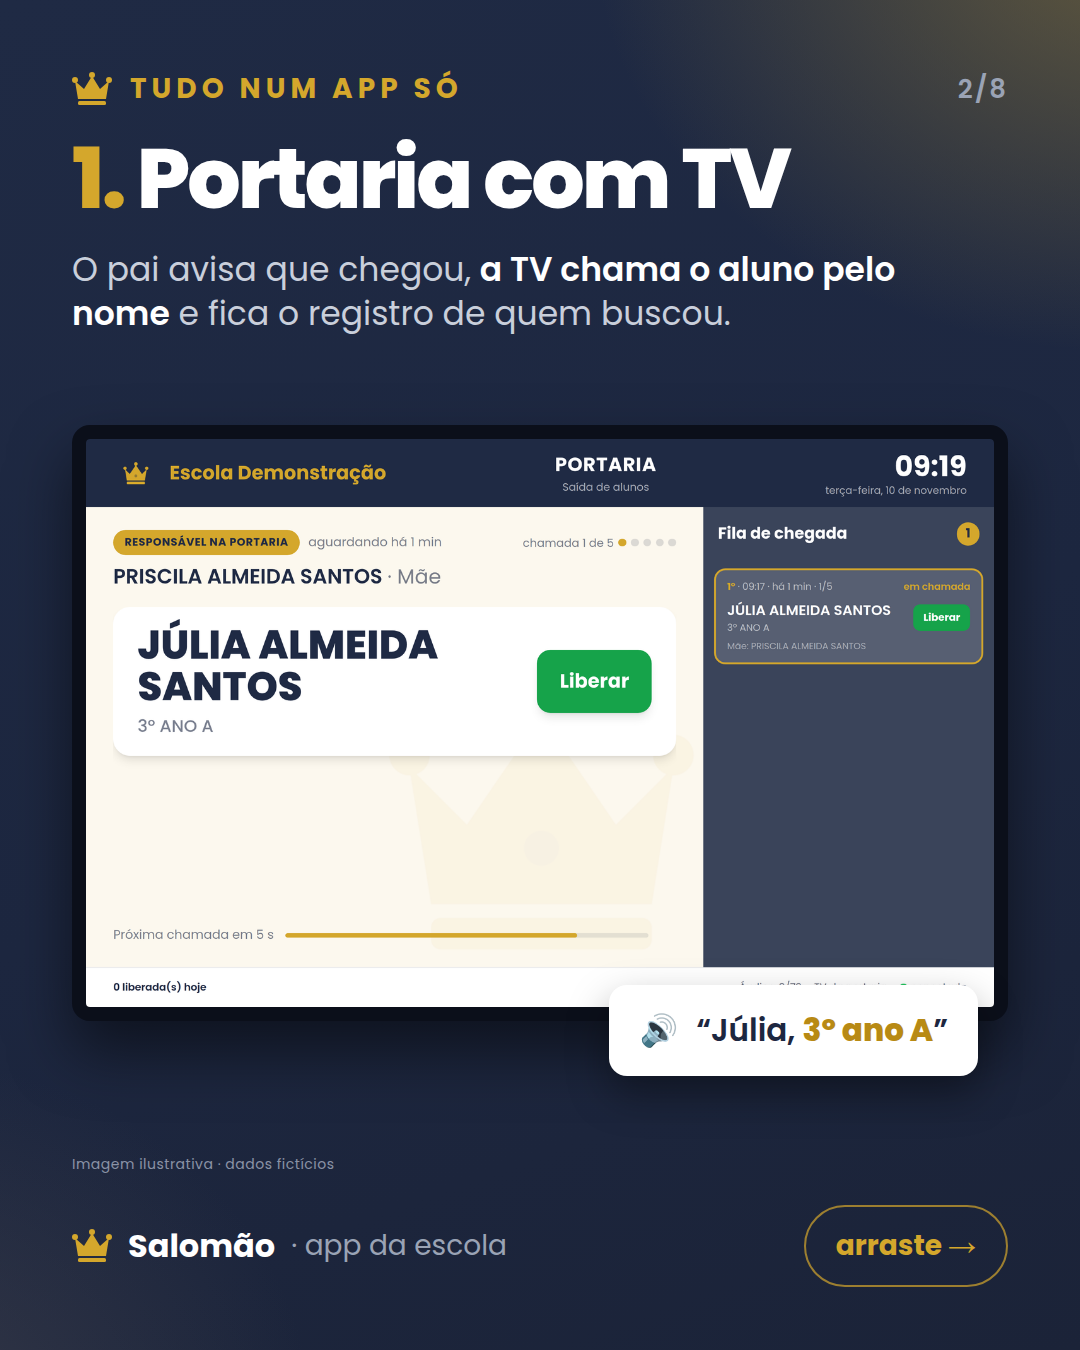 TUDO NUM APP SÓ
2/8
1. Portaria com TV
O pai avisa que chegou, a TV chama o aluno pelo
nome e fica o registro de quem buscou.
Escola Demonstração
PORTARIA
Saída de alunos
09:19
terça-feira, 10 de novembro
RESPONSÁVEL NA PORTARIA aguardando há 1 min
chamada 1 de 5
PRISCILA ALMEIDA SANTOS · Mãe
JÚLIA ALMEIDA
SANTOS
3º ANO A
Liberar
Próxima chamada em 5 s
Fila de chegada
1
1º · 09:17 · há 1 min · 1/5
em chamada
JÚLIA ALMEIDA SANTOS
3º ANO A
Mãe: PRISCILA ALMEIDA SANTOS
Liberar
0 liberada(s) hoje
“Júlia, 3º ano A”
Imagem ilustrativa · dados fictícios
Salomão · app da escola
arraste →